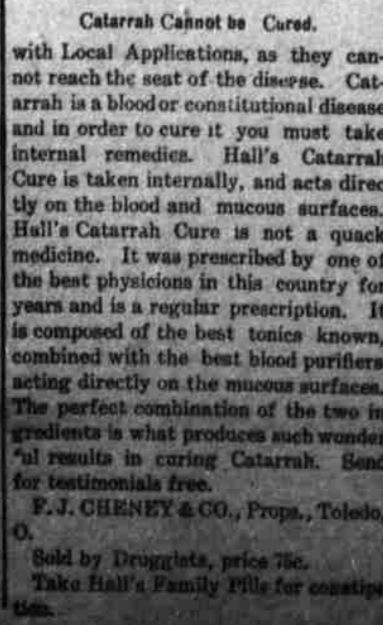 Catarrah Cannot be Cured.
with Local Applications, as they can-
not reach the seat of the disease. Cat-
arrah is a blood or constitutional disease
and in order to cure it you must take
internal remedies. Hall's Catarrah
Cure is taken internally, and acts direc
tly on the blood and mucous surfaces.
Hall's Catarrah Cure is not a quack
medicine. It was prescribed by one of
the best physicions in this country for
years and is a regular prescription. It
is composed of the best tonics known,
combined with the best blood purifiers
acting directly on the mucous surfaces.
The perfect combination of the two in
gredients is what produces such wonder
ful results in curing Catarrah. Send
for testimonials free.
F. J. CHENEY & CO., Props., Toledo,
O.
Sold by Druggists, price 75c.
Take Hall's Family Pills for constipa
tion.